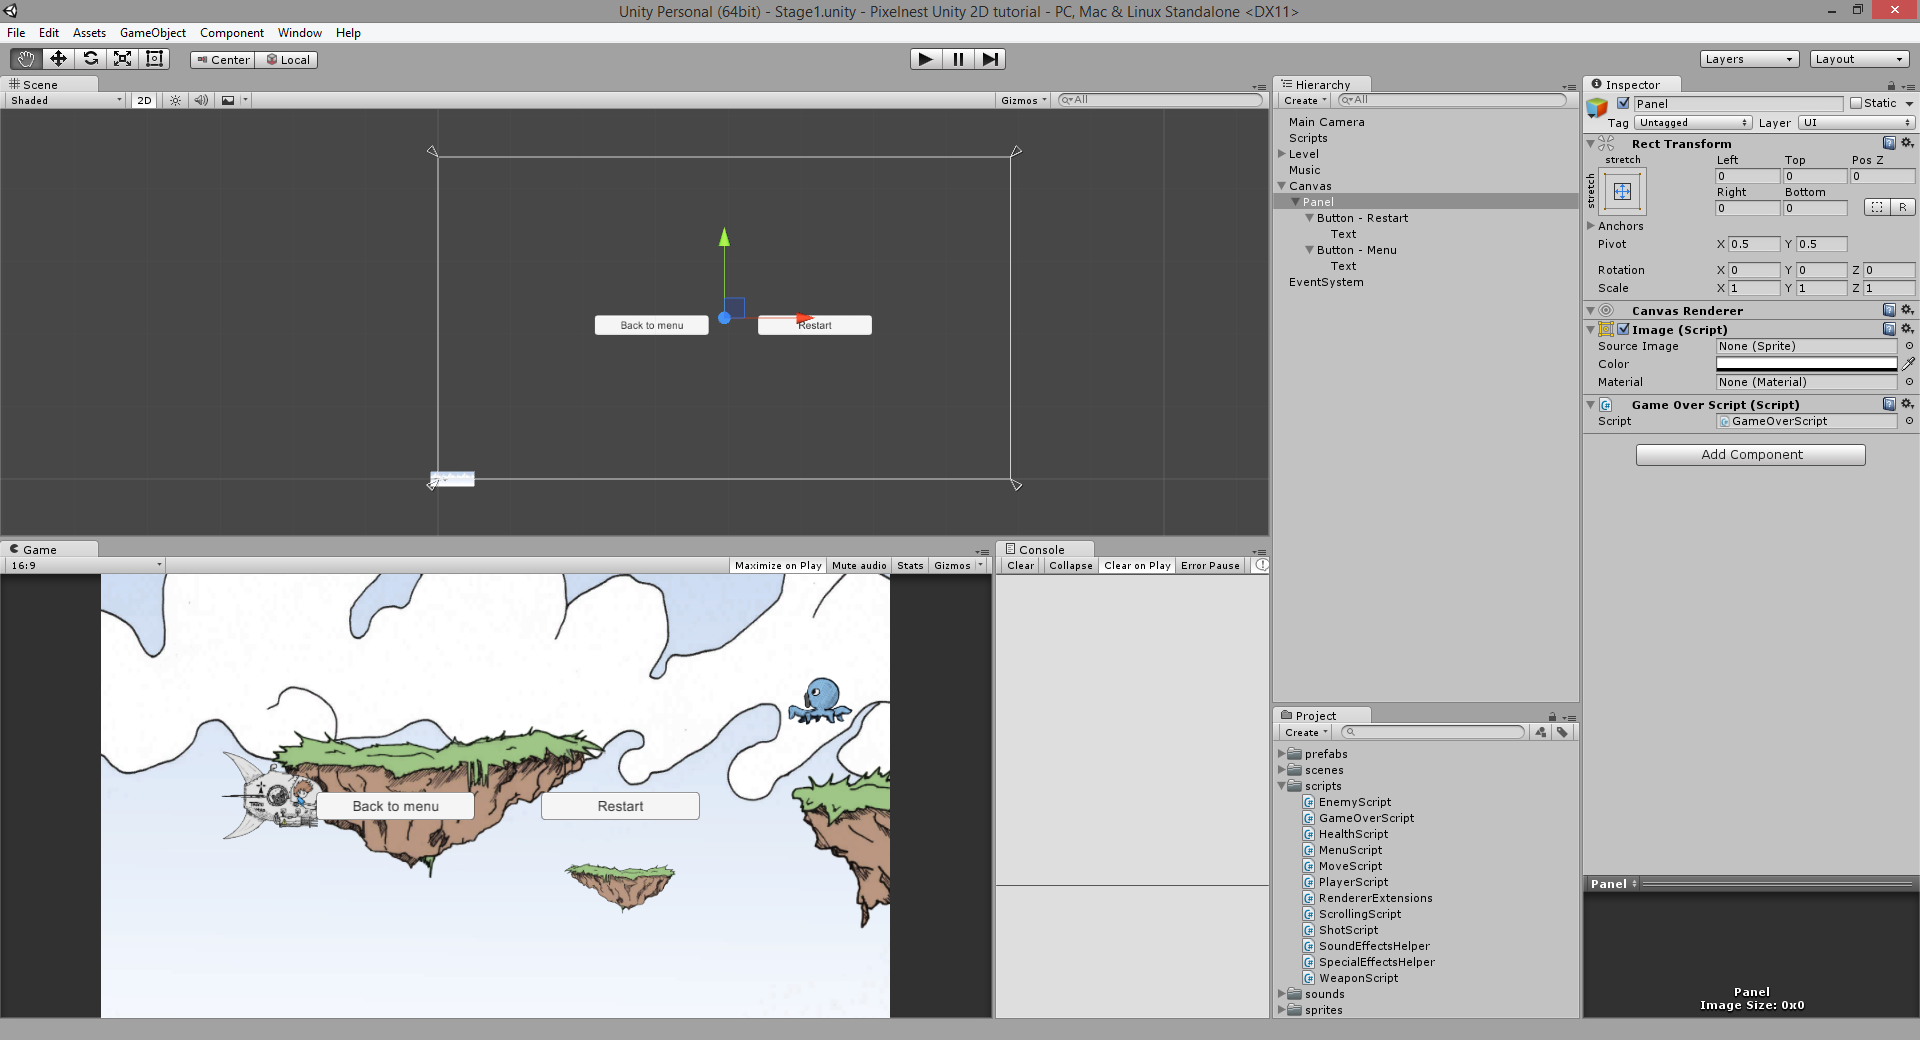 Unity Personal (64bit) - Stage1.unity - Pixelnest Unity 2D tutorial - PC, Mac & Linux Standalone <DX11>
File Edit Assets GameObject Component Window Help
Center Local Layers Layout
Scene
Shaded 2D Gizmos All
Back to menu Restart
Game
16:9 Maximize on Play Mute audio Stats Gizmos
Back to menu Restart
Console
Clear Collapse Clear on Play Error Pause
Hierarchy
Create All
Main Camera
Scripts
Level
Music
Canvas
Panel
Button - Restart
Text
Button - Menu
Text
EventSystem
Project
Create
prefabs
scenes
scripts
EnemyScript
GameOverScript
HealthScript
MenuScript
MoveScript
PlayerScript
RendererExtensions
ScrollingScript
ShotScript
SoundEffectsHelper
SpecialEffectsHelper
WeaponScript
sounds
sprites
Inspector
Panel Static
Tag Untagged Layer UI
Rect Transform
stretch Left Top Pos Z
stretch 0 0 0
Right Bottom
0 0 R
Anchors
Pivot X 0.5 Y 0.5
Rotation X 0 Y 0 Z 0
Scale X 1 Y 1 Z 1
Canvas Renderer
Image (Script)
Source Image None (Sprite)
Color
Material None (Material)
Game Over Script (Script)
Script GameOverScript
Add Component
Panel
Panel
Image Size: 0x0